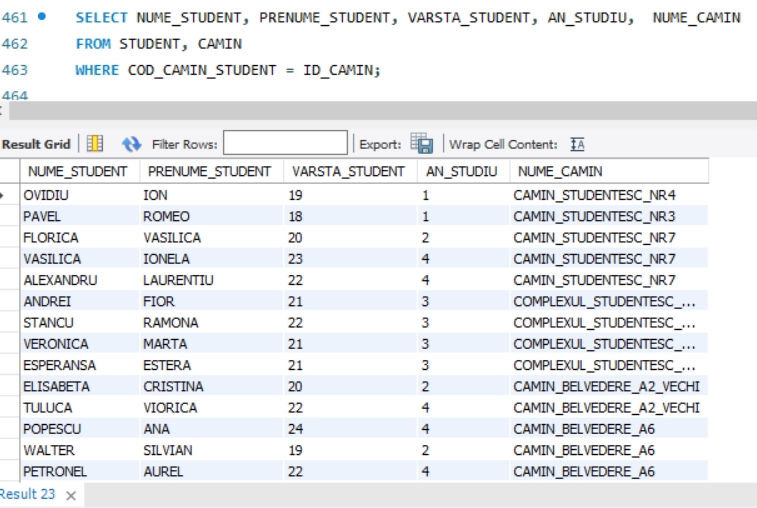 461 SELECT NUME_STUDENT, PRENUME_STUDENT, VARSTA_STUDENT, AN_STUDIU, NUME_CAMIN
462 FROM STUDENT, CAMIN
463 WHERE COD_CAMIN_STUDENT = ID_CAMIN;
464
Result Grid Filter Rows: Export: Wrap Cell Content:
NUME_STUDENT PRENUME_STUDENT VARSTA_STUDENT AN_STUDIU NUME_CAMIN
OVIDIU ION 19 1 CAMIN_STUDENTESC_NR4
PAVEL ROMEO 18 1 CAMIN_STUDENTESC_NR3
FLORICA VASILICA 20 2 CAMIN_STUDENTESC_NR7
VASILICA IONELA 23 4 CAMIN_STUDENTESC_NR7
ALEXANDRU LAURENTIU 22 4 CAMIN_STUDENTESC_NR7
ANDREI FIOR 21 3 COMPLEXUL_STUDENTESC_...
STANCU RAMONA 22 3 COMPLEXUL_STUDENTESC_...
VERONICA MARTA 21 3 COMPLEXUL_STUDENTESC_...
ESPERANSA ESTERA 21 3 COMPLEXUL_STUDENTESC_...
ELISABETA CRISTINA 20 2 CAMIN_BELVEDERE_A2_VECHI
TULUCA VIORICA 22 4 CAMIN_BELVEDERE_A2_VECHI
POPESCU ANA 24 4 CAMIN_BELVEDERE_A6
WALTER SILVIAN 19 2 CAMIN_BELVEDERE_A6
PETRONEL AUREL 22 4 CAMIN_BELVEDERE_A6
Result 23